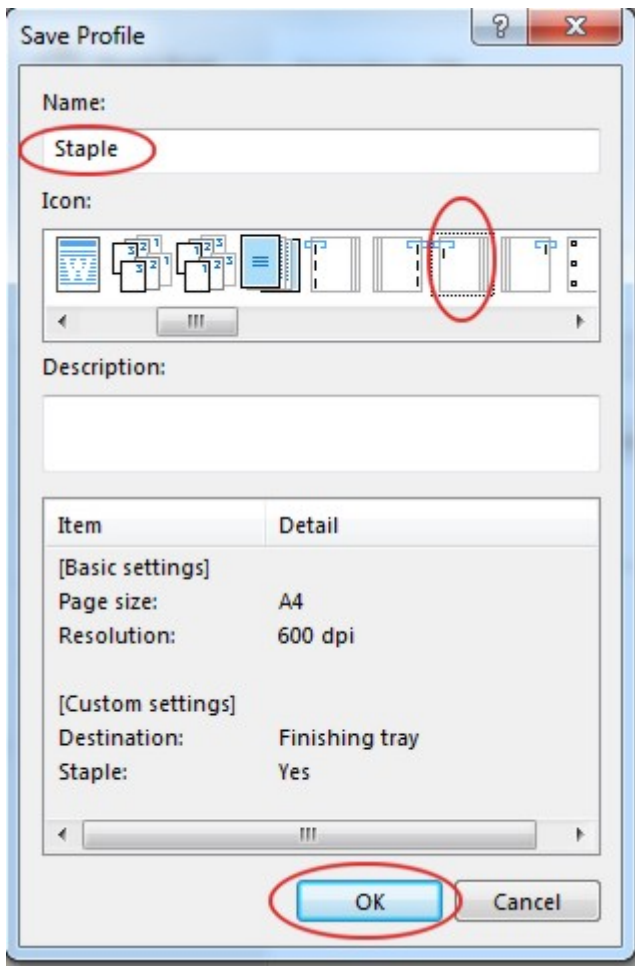 Save Profile
Name:
Staple
Icon:
Description:
Item Detail
[Basic settings]
Page size: A4
Resolution: 600 dpi
[Custom settings]
Destination: Finishing tray
Staple: Yes
OK Cancel